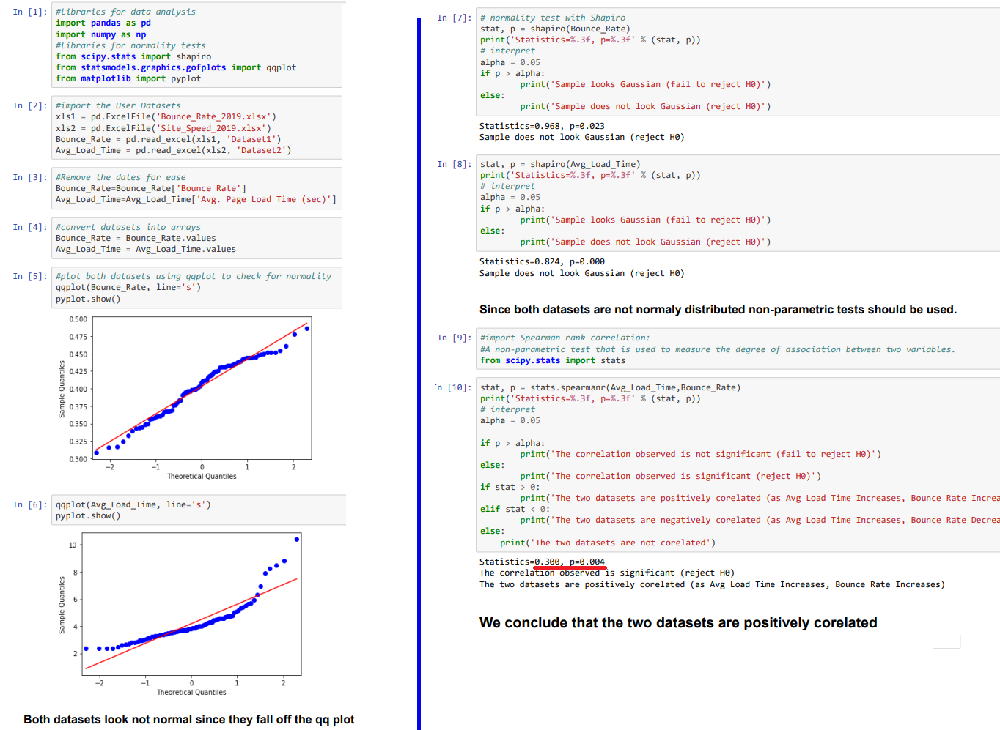 In [1]: #libraries for data analysis
import pandas as pd
import numpy as np
#libraries for normality tests
from scipy.stats import shapiro
from statsmodels.graphics.gofplots import qqplot
from matplotlib import pyplot
In [2]: #import the User Datasets
xls1 = pd.ExcelFile('Bounce_Rate_2019.xlsx')
xls2 = pd.ExcelFile('Site_Speed_2019.xlsx')
Bounce_Rate = pd.read_excel(xls1, 'Dataset1')
Avg_Load_Time = pd.read_excel(xls2, 'Dataset2')
In [3]: #Remove the dates for ease
Bounce_Rate=Bounce_Rate['Bounce Rate']
Avg_Load_Time=Avg_Load_Time['Avg. Page Load Time (sec)']
In [4]: #convert datasets into arrays
Bounce_Rate = Bounce_Rate.values
Avg_Load_Time = Avg_Load_Time.values
In [5]: #plot both datasets using qqplot to check for normality
qqplot(Bounce_Rate, line='s')
pyplot.show()
0.500
0.475
0.450
0.425
0.400
0.375
0.350
0.325
0.300
Sample Quantiles
−2 −1 0 1 2
Theoretical Quantiles
In [6]: qqplot(Avg_Load_Time, line='s')
pyplot.show()
10
8
6
4
2
Sample Quantiles
−2 −1 0 1 2
Theoretical Quantiles
Both datasets look not normal since they fall off the qq plot
In [7]: # normality test with Shapiro
stat, p = shapiro(Bounce_Rate)
print('Statistics=%.3f, p=%.3f' % (stat, p))
# interpret
alpha = 0.05
if p > alpha:
print('Sample looks Gaussian (fail to reject H0)')
else:
print('Sample does not look Gaussian (reject H0)')
Statistics=0.968, p=0.023
Sample does not look Gaussian (reject H0)
In [8]: stat, p = shapiro(Avg_Load_Time)
print('Statistics=%.3f, p=%.3f' % (stat, p))
# interpret
alpha = 0.05
if p > alpha:
print('Sample looks Gaussian (fail to reject H0)')
else:
print('Sample does not look Gaussian (reject H0)')
Statistics=0.824, p=0.000
Sample does not look Gaussian (reject H0)
Since both datasets are not normaly distributed non-parametric tests should be used.
In [9]: #import Spearman rank correlation:
#A non-parametric test that is used to measure the degree of association between two variables.
from scipy.stats import stats
In [10]: stat, p = stats.spearmanr(Avg_Load_Time,Bounce_Rate)
print('Statistics=%.3f, p=%.3f' % (stat, p))
# interpret
alpha = 0.05
if p > alpha:
print('The correlation observed is not significant (fail to reject H0)')
else:
print('The correlation observed is significant (reject H0)')
if stat > 0:
print('The two datasets are positively corelated (as Avg Load Time Increases, Bounce Rate Increa
elif stat < 0:
print('The two datasets are negatively corelated (as Avg Load Time Increases, Bounce Rate Decrea
else:
print('The two datasets are not corelated')
Statistics=0.300, p=0.004
The correlation observed is significant (reject H0)
The two datasets are positively corelated (as Avg Load Time Increases, Bounce Rate Increases)
We conclude that the two datasets are positively corelated